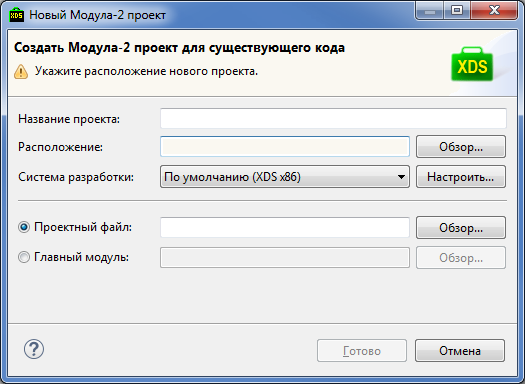 Новый Модула-2 проект
Создать Модула-2 проект для существующего кода
Укажите расположение нового проекта.
XDS
Название проекта:
Расположение:
Обзор...
Система разработки:
По умолчанию (XDS x86)
Настроить...
Проектный файл:
Обзор...
Главный модуль:
Обзор...
?
Готово
Отмена